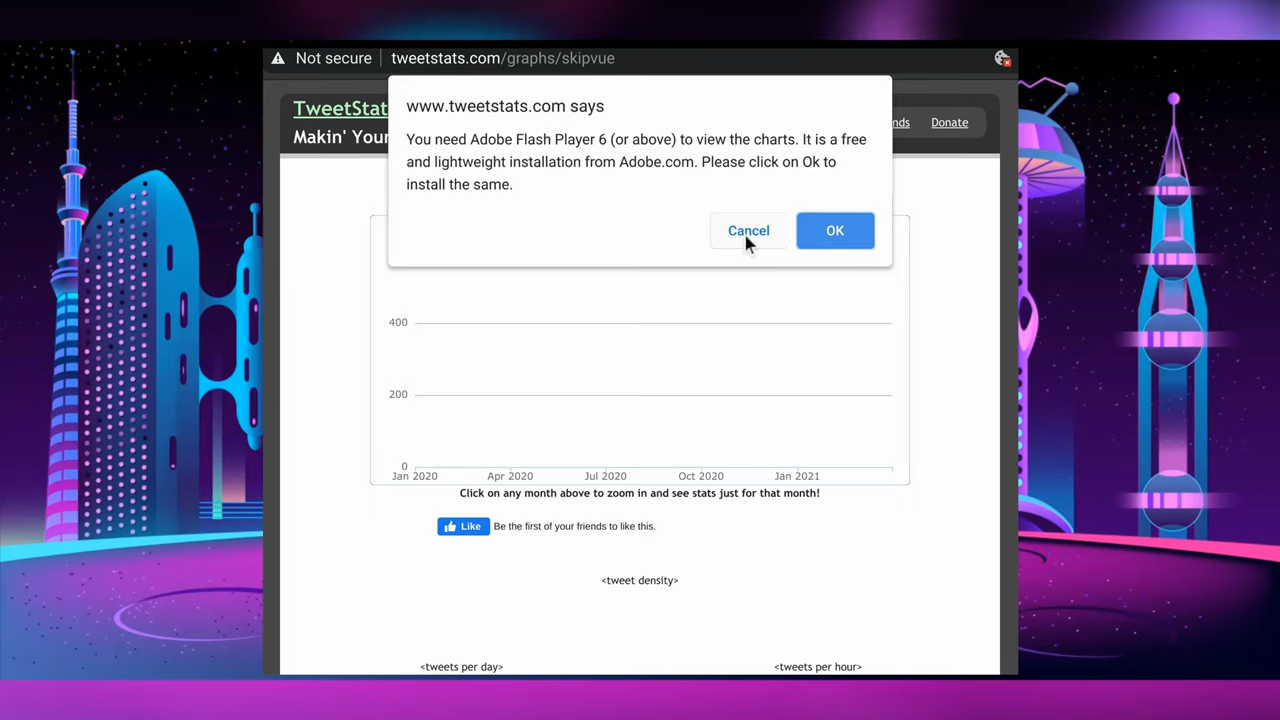 Not secure | tweetstats.com/graphs/skipvue
www.tweetstats.com says
You need Adobe Flash Player 6 (or above) to view the charts. It is a free
and lightweight installation from Adobe.com. Please click on Ok to
install the same.
Cancel OK
TweetStat
Makin' Your
nds Donate
400
200
0
Jan 2020 Apr 2020 Jul 2020 Oct 2020 Jan 2021
Click on any month above to zoom in and see stats just for that month!
Like Be the first of your friends to like this.
<tweet density>
<tweets per day> <tweets per hour>